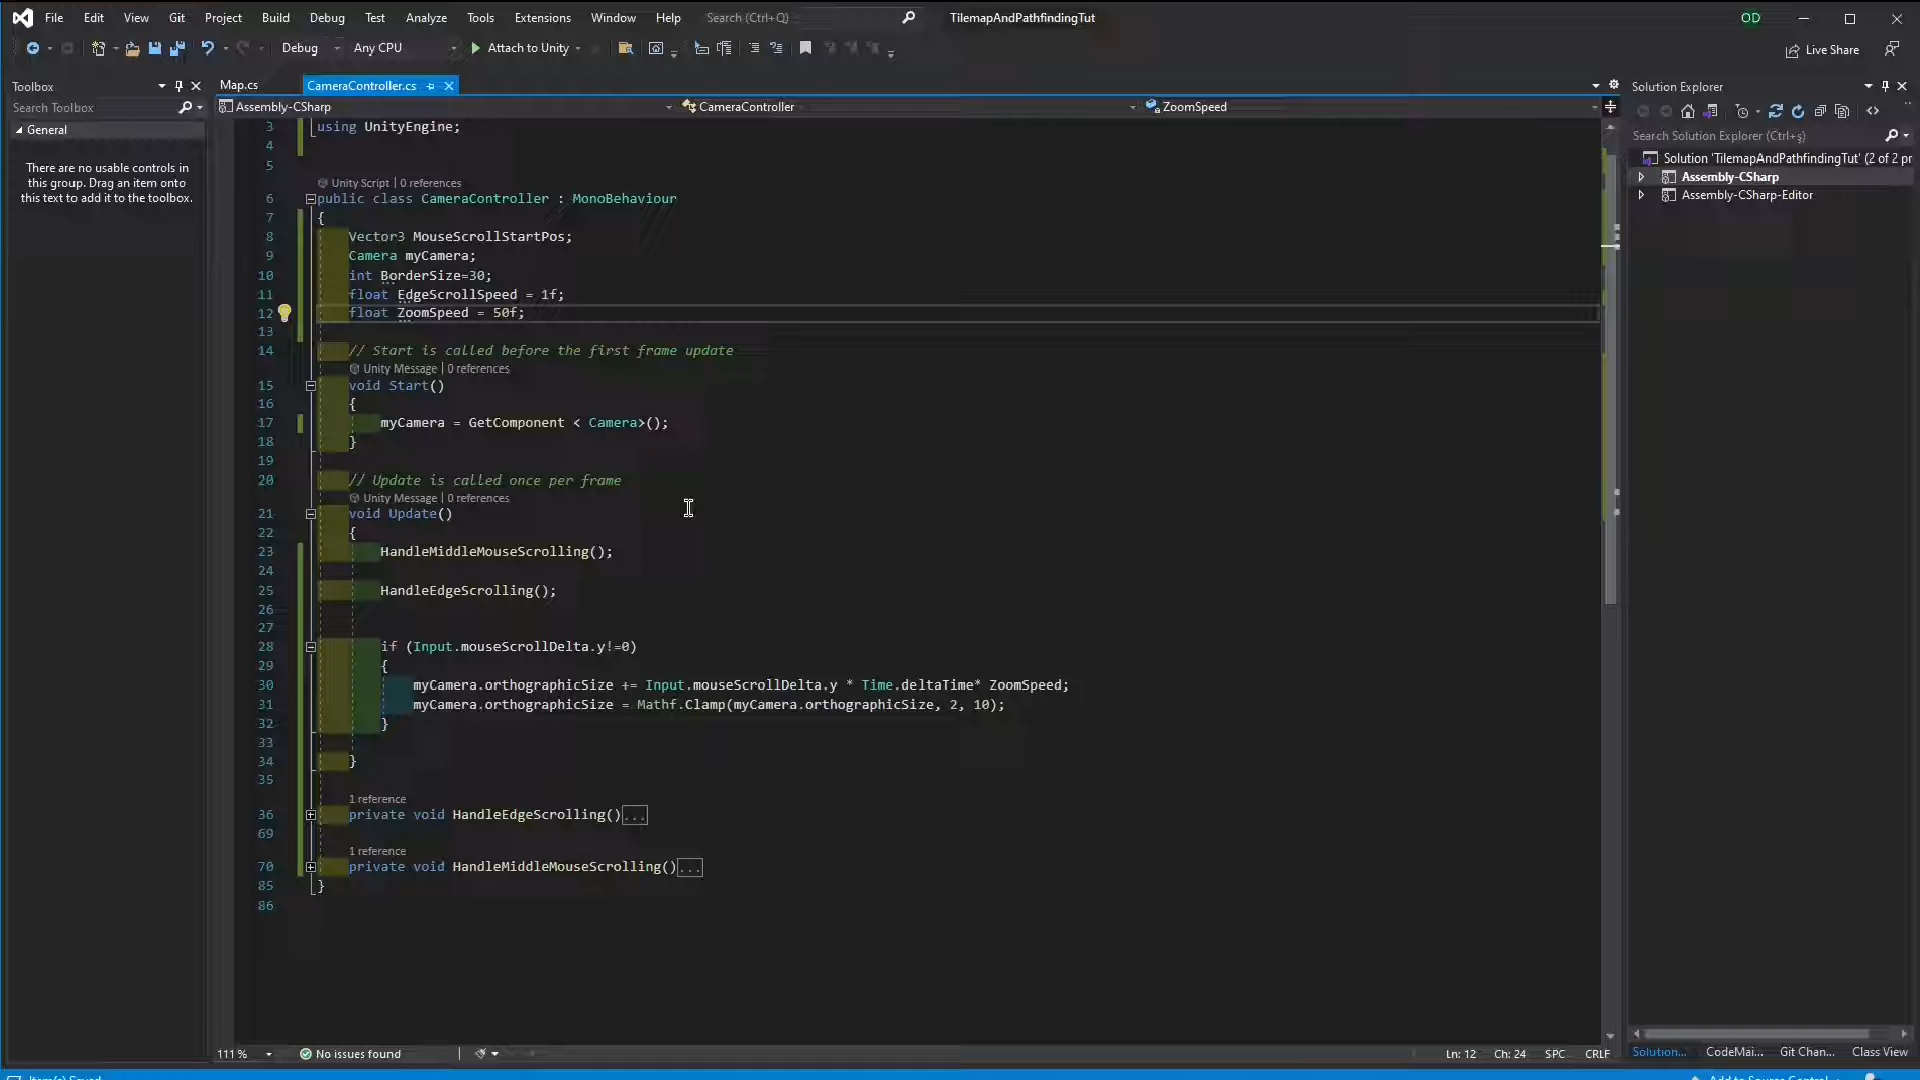 File Edit View Git Project Build Debug Test Analyze Tools Extensions Window Help Search (Ctrl+Q) TilemapAndPathfindingTut OD
Debug Any CPU Attach to Unity Live Share
Toolbox
Search Toolbox
General
There are no usable controls in
this group. Drag an item onto
this text to add it to the toolbox.
Map.cs CameraController.cs
Assembly-CSharp CameraController ZoomSpeed
3 using UnityEngine;
4
5
Unity Script | 0 references
6 public class CameraController : MonoBehaviour
7 {
8 Vector3 MouseScrollStartPos;
9 Camera myCamera;
10 int BorderSize=30;
11 float EdgeScrollSpeed = 1f;
12 float ZoomSpeed = 50f;
13
14 // Start is called before the first frame update
Unity Message | 0 references
15 void Start()
16 {
17 myCamera = GetComponent < Camera>();
18 }
19
20 // Update is called once per frame
Unity Message | 0 references
21 void Update()
22 {
23 HandleMiddleMouseScrolling();
24
25 HandleEdgeScrolling();
26
27
28 if (Input.mouseScrollDelta.y!=0)
29 {
30 myCamera.orthographicSize += Input.mouseScrollDelta.y * Time.deltaTime* ZoomSpeed;
31 myCamera.orthographicSize = Mathf.Clamp(myCamera.orthographicSize, 2, 10);
32 }
33
34 }
35
1 reference
36 private void HandleEdgeScrolling()...
69
1 reference
70 private void HandleMiddleMouseScrolling()...
85 }
86
111 % No issues found Ln: 12 Ch: 24 SPC CRLF
Solution Explorer
Search Solution Explorer (Ctrl+ş)
Solution 'TilemapAndPathfindingTut' (2 of 2 pr
Assembly-CSharp
Assembly-CSharp-Editor
Solution... CodeMai... Git Chan... Class View
Item(s) Saved Add to Source Control